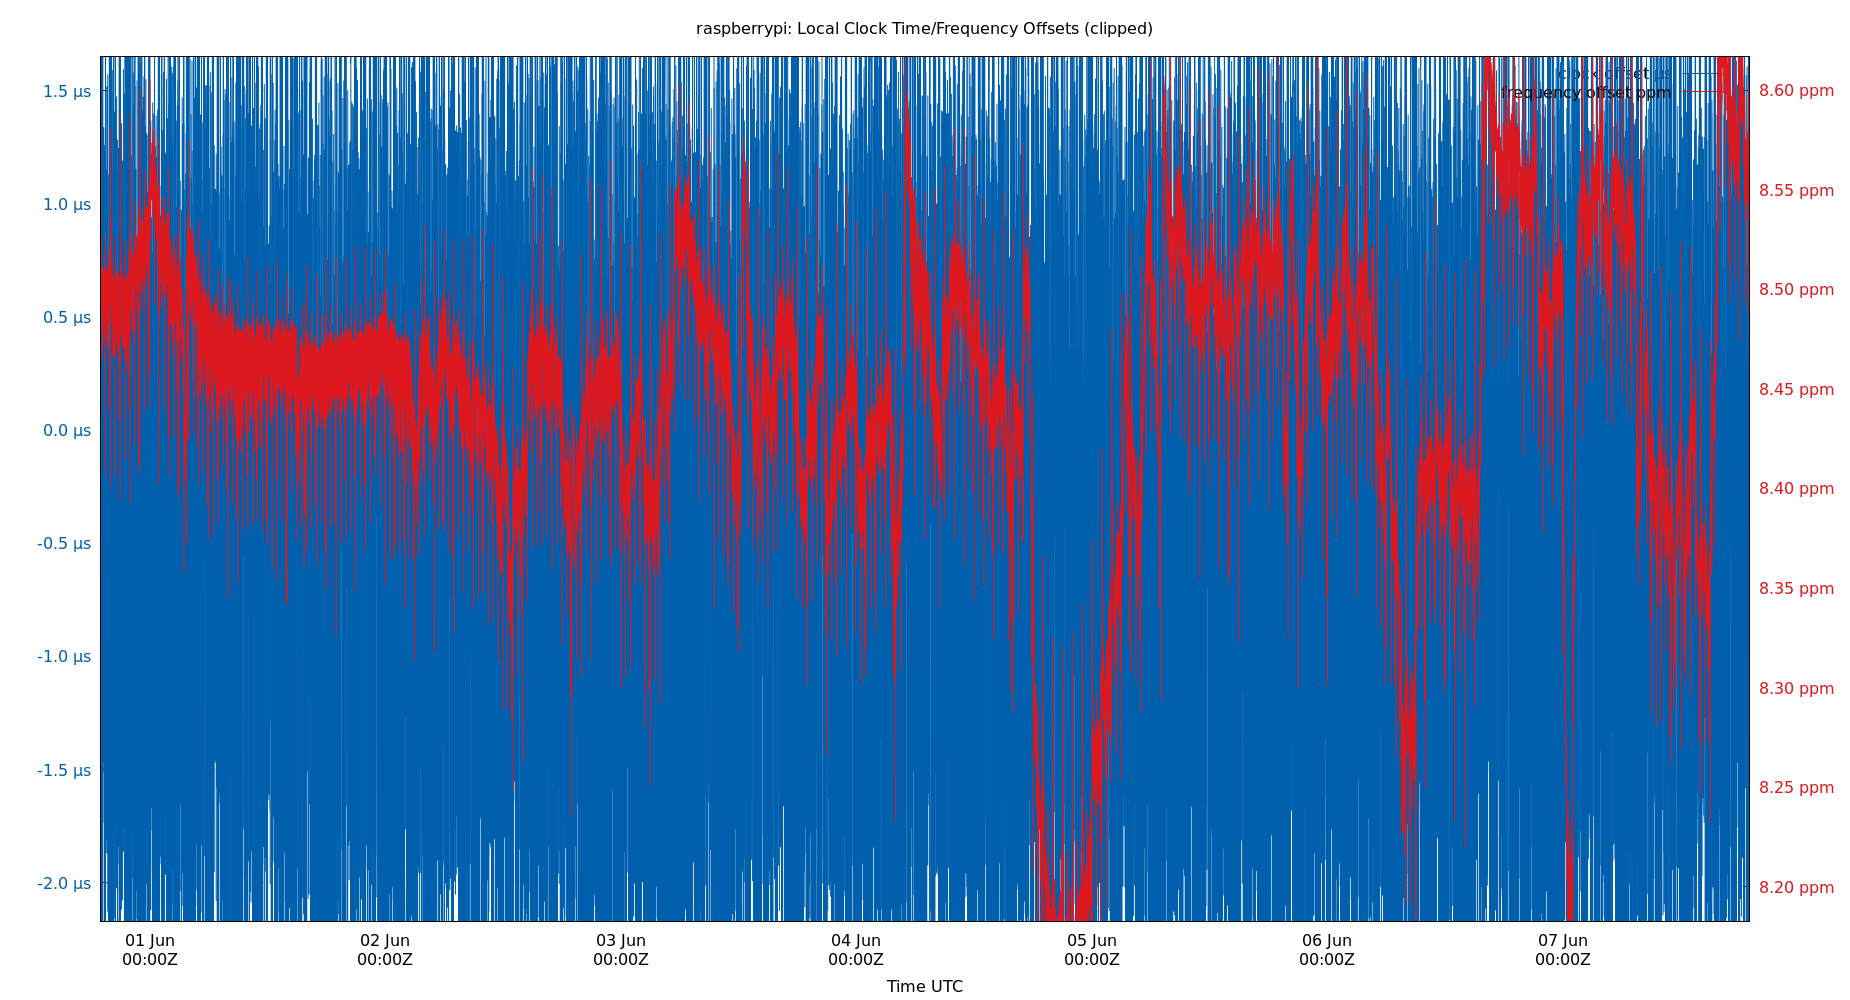 raspberrypi: Local Clock Time/Frequency Offsets (clipped)
clock offset µs
frequency offset ppm
1.5 µs
1.0 µs
0.5 µs
0.0 µs
-0.5 µs
-1.0 µs
-1.5 µs
-2.0 µs
8.60 ppm
8.55 ppm
8.50 ppm
8.45 ppm
8.40 ppm
8.35 ppm
8.30 ppm
8.25 ppm
8.20 ppm
01 Jun 02 Jun 03 Jun 04 Jun 05 Jun 06 Jun 07 Jun
00:00Z 00:00Z 00:00Z 00:00Z 00:00Z 00:00Z 00:00Z
Time UTC